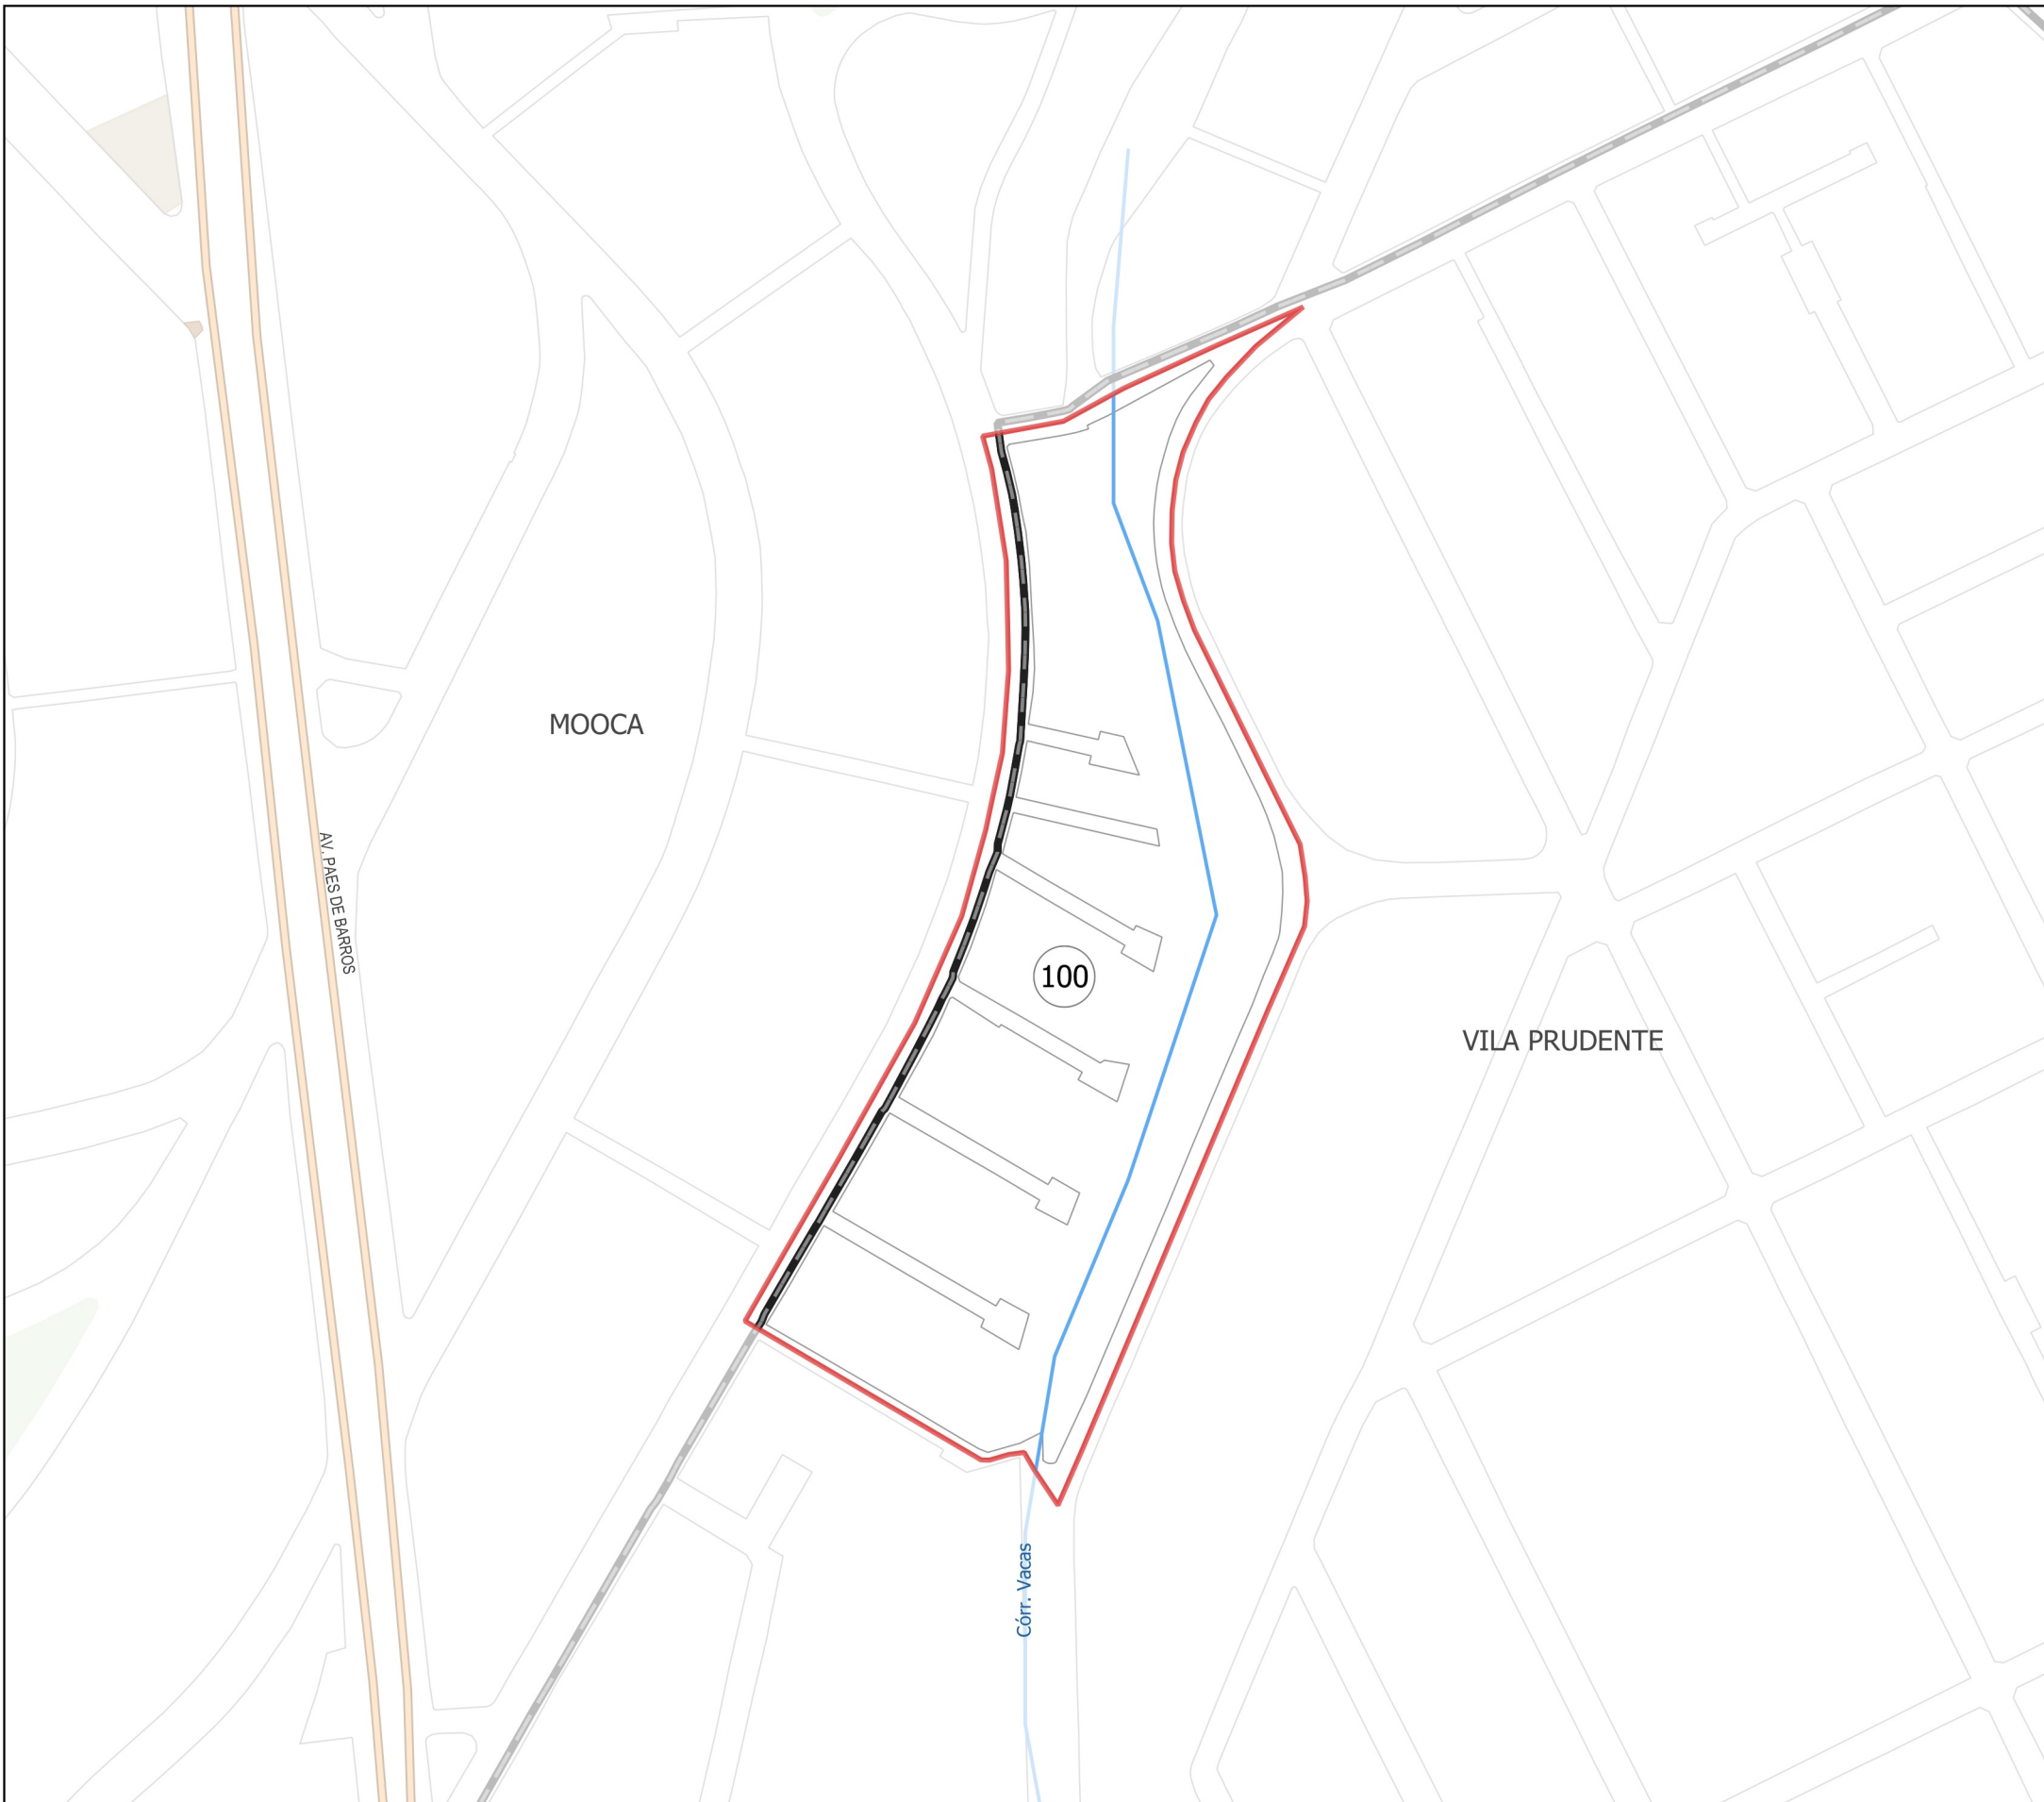 MOOCA
AV. PAES DE BARROS
100
VILA PRUDENTE
Córr. Vacas